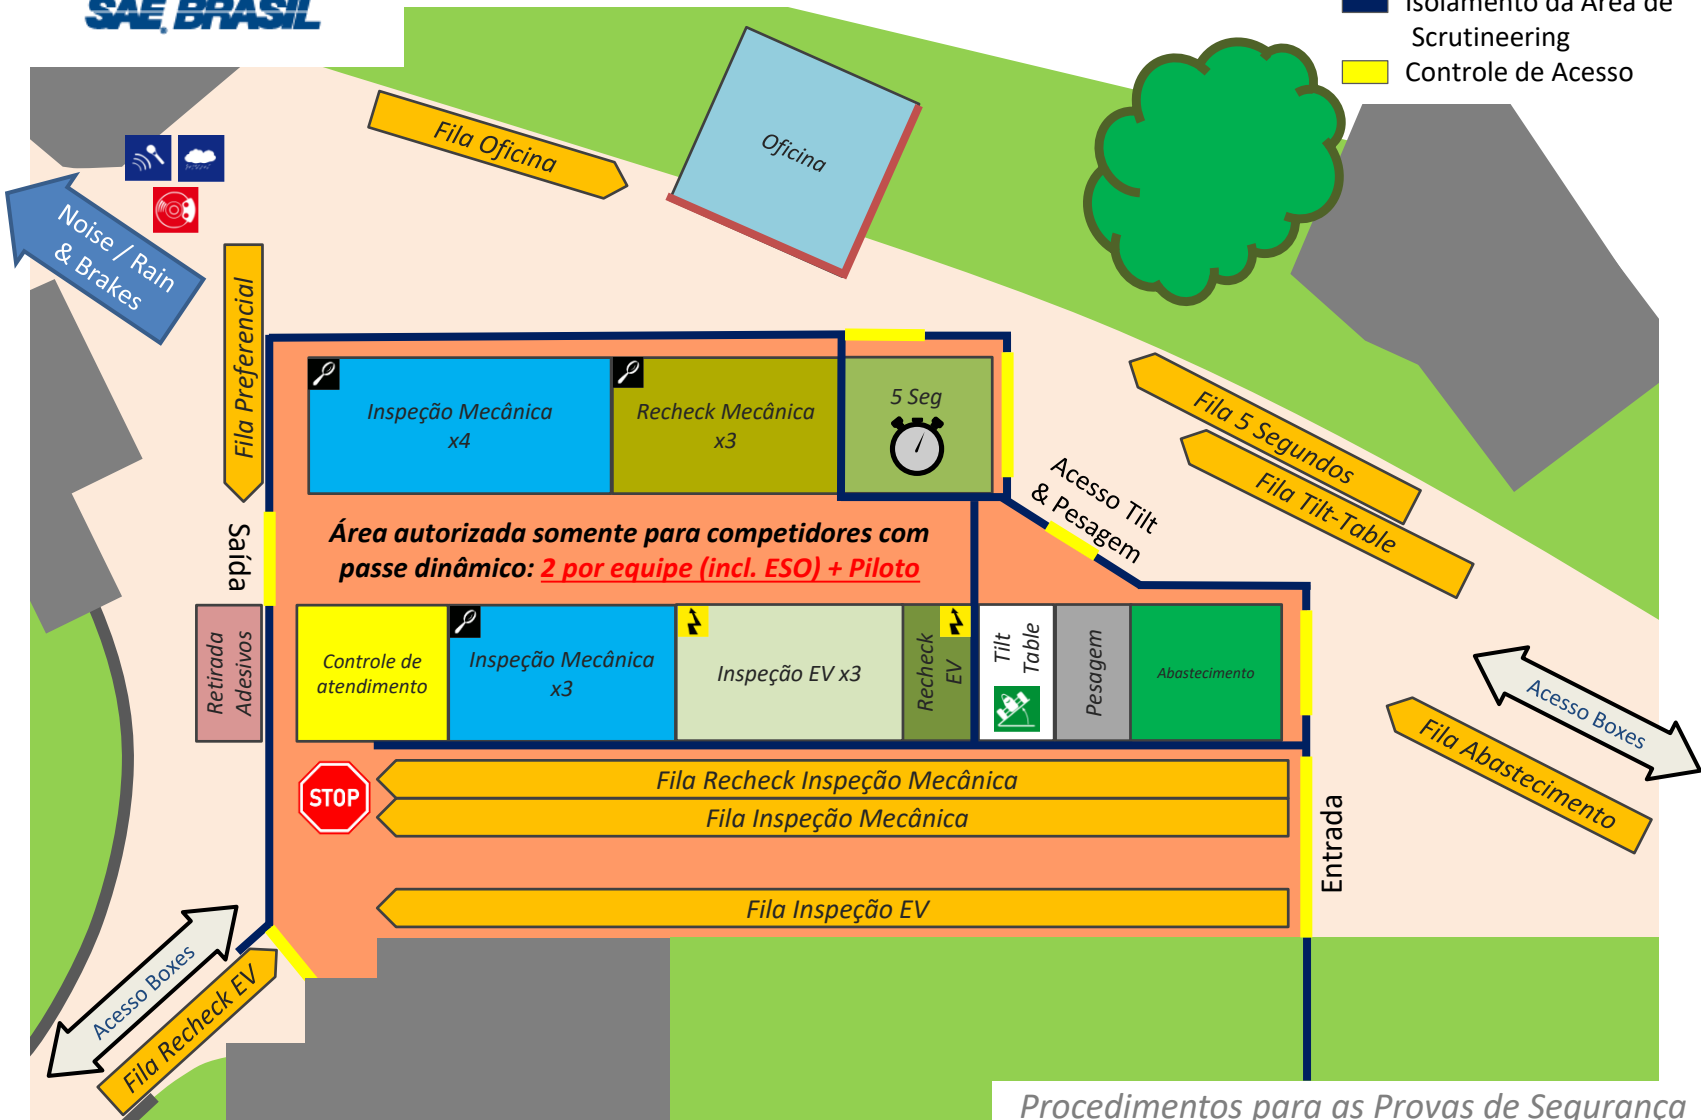 SAE BRASIL
Isolamento da Área de
Scrutineering
Controle de Acesso
Fila Oficina
Oficina
Noise / Rain
& Brakes
Fila Preferencial
Inspeção Mecânica
x4
Recheck Mecânica
x3
5 Seg
Fila 5 Segundos
Fila Tilt-Table
Acesso Tilt
& Pesagem
Saída
Área autorizada somente para competidores com
passe dinâmico: 2 por equipe (incl. ESO) + Piloto
Retirada
Adesivos
Controle de
atendimento
Inspeção Mecânica
x3
Inspeção EV x3
Recheck
EV
Tilt
Table
Pesagem
Abastecimento
Acesso Boxes
Fila Abastecimento
STOP
Fila Recheck Inspeção Mecânica
Fila Inspeção Mecânica
Entrada
Fila Inspeção EV
Acesso Boxes
Fila Recheck EV
Procedimentos para as Provas de Segurança